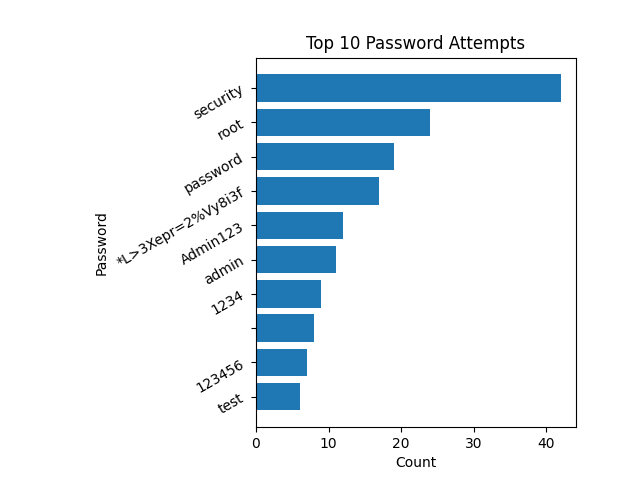 Top 10 Password Attempts
security
root
password
*L>3Xepr=2%Vy8i3f
Admin123
admin
1234
123456
test
Password
0 10 20 30 40
Count